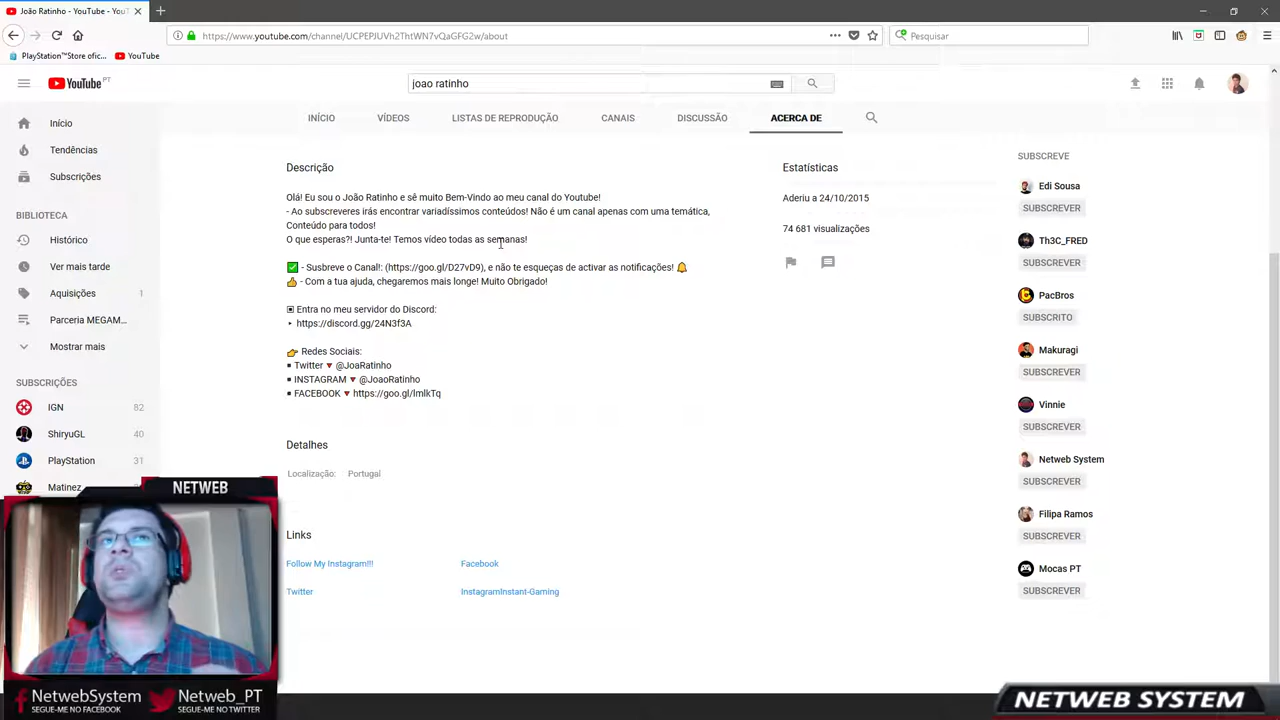 João Ratinho - YouTube - YouTu
https://www.youtube.com/channel/UCPEPJUVh2ThtWN7vQaGFG2w/about
Pesquisar
PlayStation™Store ofic...
YouTube
YouTube PT
joao ratinho
INÍCIO
VÍDEOS
LISTAS DE REPRODUÇÃO
CANAIS
DISCUSSÃO
ACERCA DE
Início
Tendências
Subscrições
BIBLIOTECA
Histórico
Ver mais tarde
Aquisições 1
Parceria MEGAM...
Mostrar mais
SUBSCRIÇÕES
IGN 82
ShiryuGL 40
PlayStation 31
Matinez
Descrição
Olá! Eu sou o João Ratinho e sê muito Bem-Vindo ao meu canal do Youtube!
- Ao subscreveres irás encontrar variadíssimos conteúdos! Não é um canal apenas com uma temática,
Conteúdo para todos!
O que esperas?! Junta-te! Temos vídeo todas as semanas!
✅ - Susbreve o Canal!: (https://goo.gl/D27vD9), e não te esqueças de activar as notificações! 🔔
👍 - Com a tua ajuda, chegaremos mais longe! Muito Obrigado!
▣ Entra no meu servidor do Discord:
‣ https://discord.gg/24N3f3A
👉 Redes Sociais:
▪ Twitter 🔻 @JoaRatinho
▪ INSTAGRAM 🔻 @JoaoRatinho
▪ FACEBOOK 🔻 https://goo.gl/lmlkTq
Detalhes
Localização: Portugal
Links
Follow My Instagram!!!
Facebook
Twitter
InstagramInstant-Gaming
Estatísticas
Aderiu a 24/10/2015
74 681 visualizações
SUBSCREVE
Edi Sousa
SUBSCREVER
Th3C_FRED
SUBSCREVER
PacBros
SUBSCRITO
Makuragi
SUBSCREVER
Vinnie
SUBSCREVER
Netweb System
SUBSCREVER
Filipa Ramos
SUBSCREVER
Mocas PT
SUBSCREVER
NETWEB
NetwebSystem
SEGUE-ME NO FACEBOOK
Netweb_PT
SEGUE-ME NO TWITTER
NETWEB SYSTEM